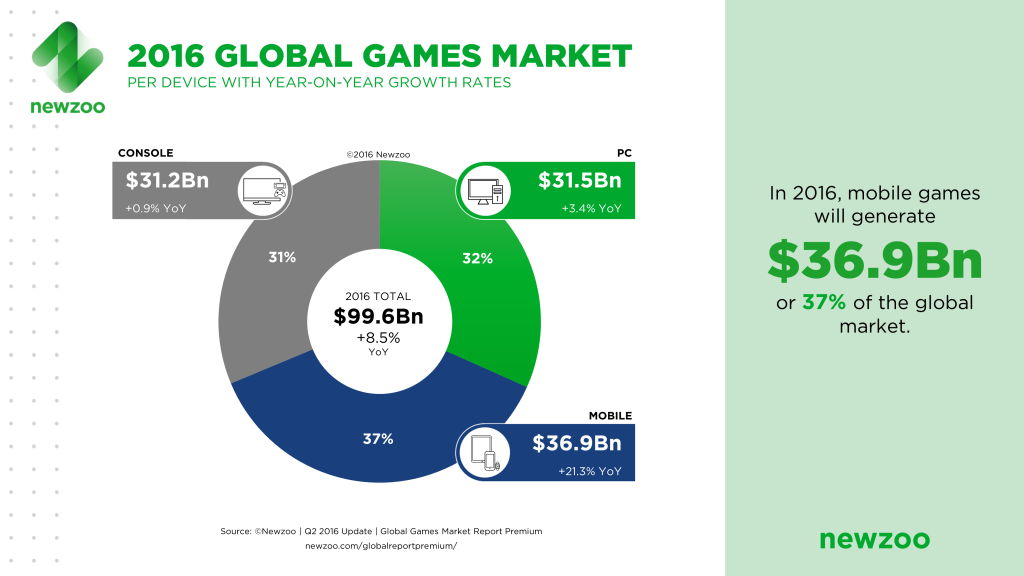 newzoo
2016 GLOBAL GAMES MARKET
PER DEVICE WITH YEAR-ON-YEAR GROWTH RATES
CONSOLE
$31.2Bn
+0.9% YoY
©2016 Newzoo
PC
$31.5Bn
+3.4% YoY
31%
32%
2016 TOTAL
$99.6Bn
+8.5%
YoY
37%
MOBILE
$36.9Bn
+21.3% YoY
Source: ©Newzoo | Q2 2016 Update | Global Games Market Report Premium
newzoo.com/globalreportpremium/
In 2016, mobile games
will generate
$36.9Bn
or 37% of the global
market.
newzoo